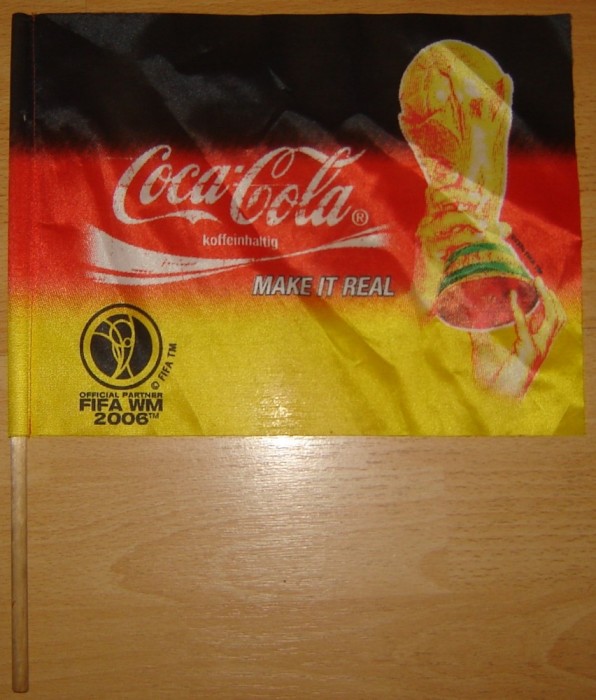 Coca-Cola®
koffeinhaltig
MAKE IT REAL
© FIFA TM
OFFICIAL PARTNER
FIFA WM
2006™